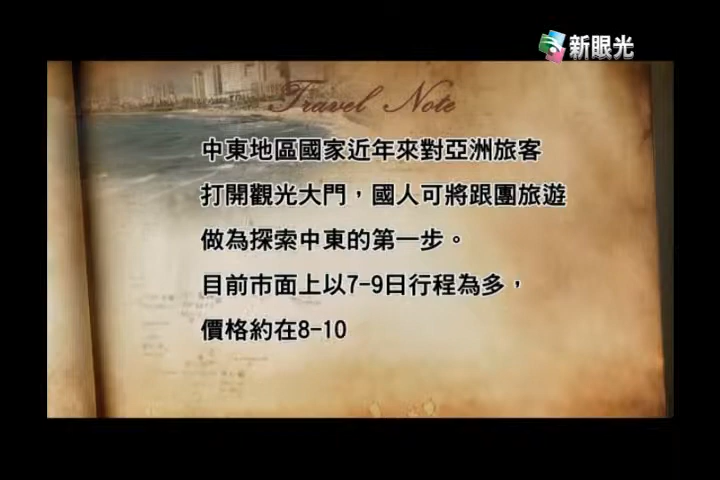 新眼光
Travel Note
中東地區國家近年來對亞洲旅客
打開觀光大門，國人可將跟團旅遊
做為探索中東的第一步。
目前市面上以7-9日行程為多，
價格約在8-10